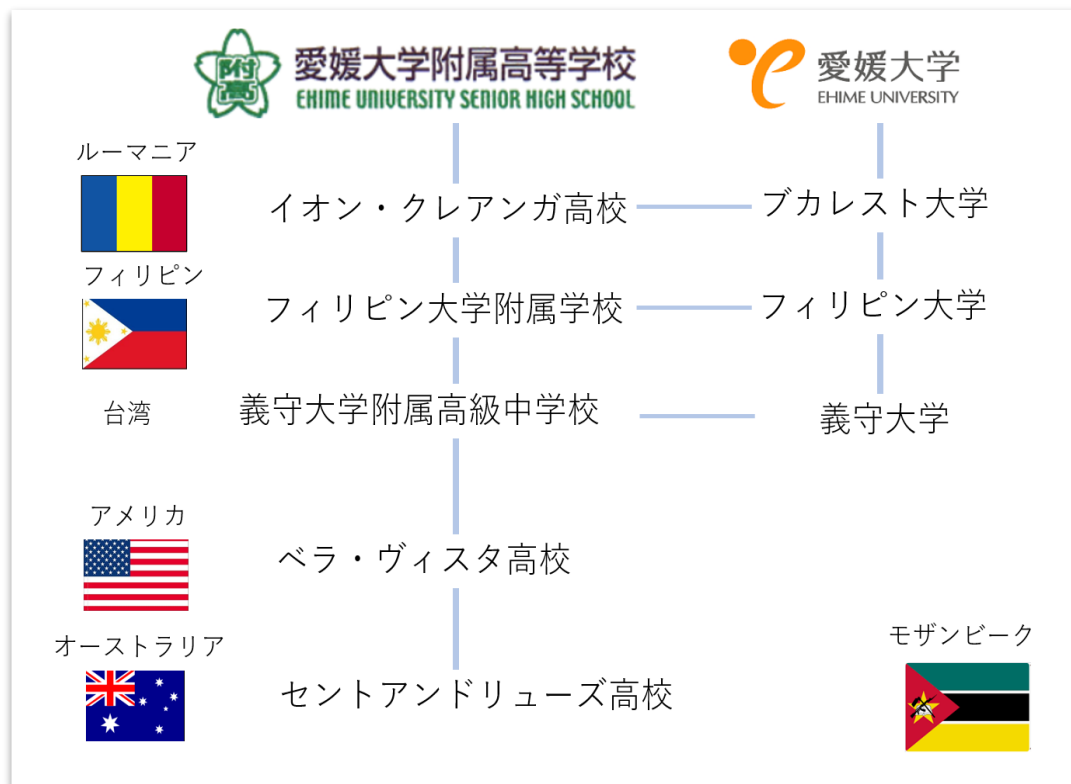 附高
愛媛大学附属高等学校
EHIME UNIVERSITY SENIOR HIGH SCHOOL
愛媛大学
EHIME UNIVERSITY
ルーマニア
イオン・クレアンガ高校
ブカレスト大学
フィリピン
フィリピン大学附属学校
フィリピン大学
台湾
義守大学附属高級中学校
義守大学
アメリカ
ベラ・ヴィスタ高校
オーストラリア
セントアンドリューズ高校
モザンビーク